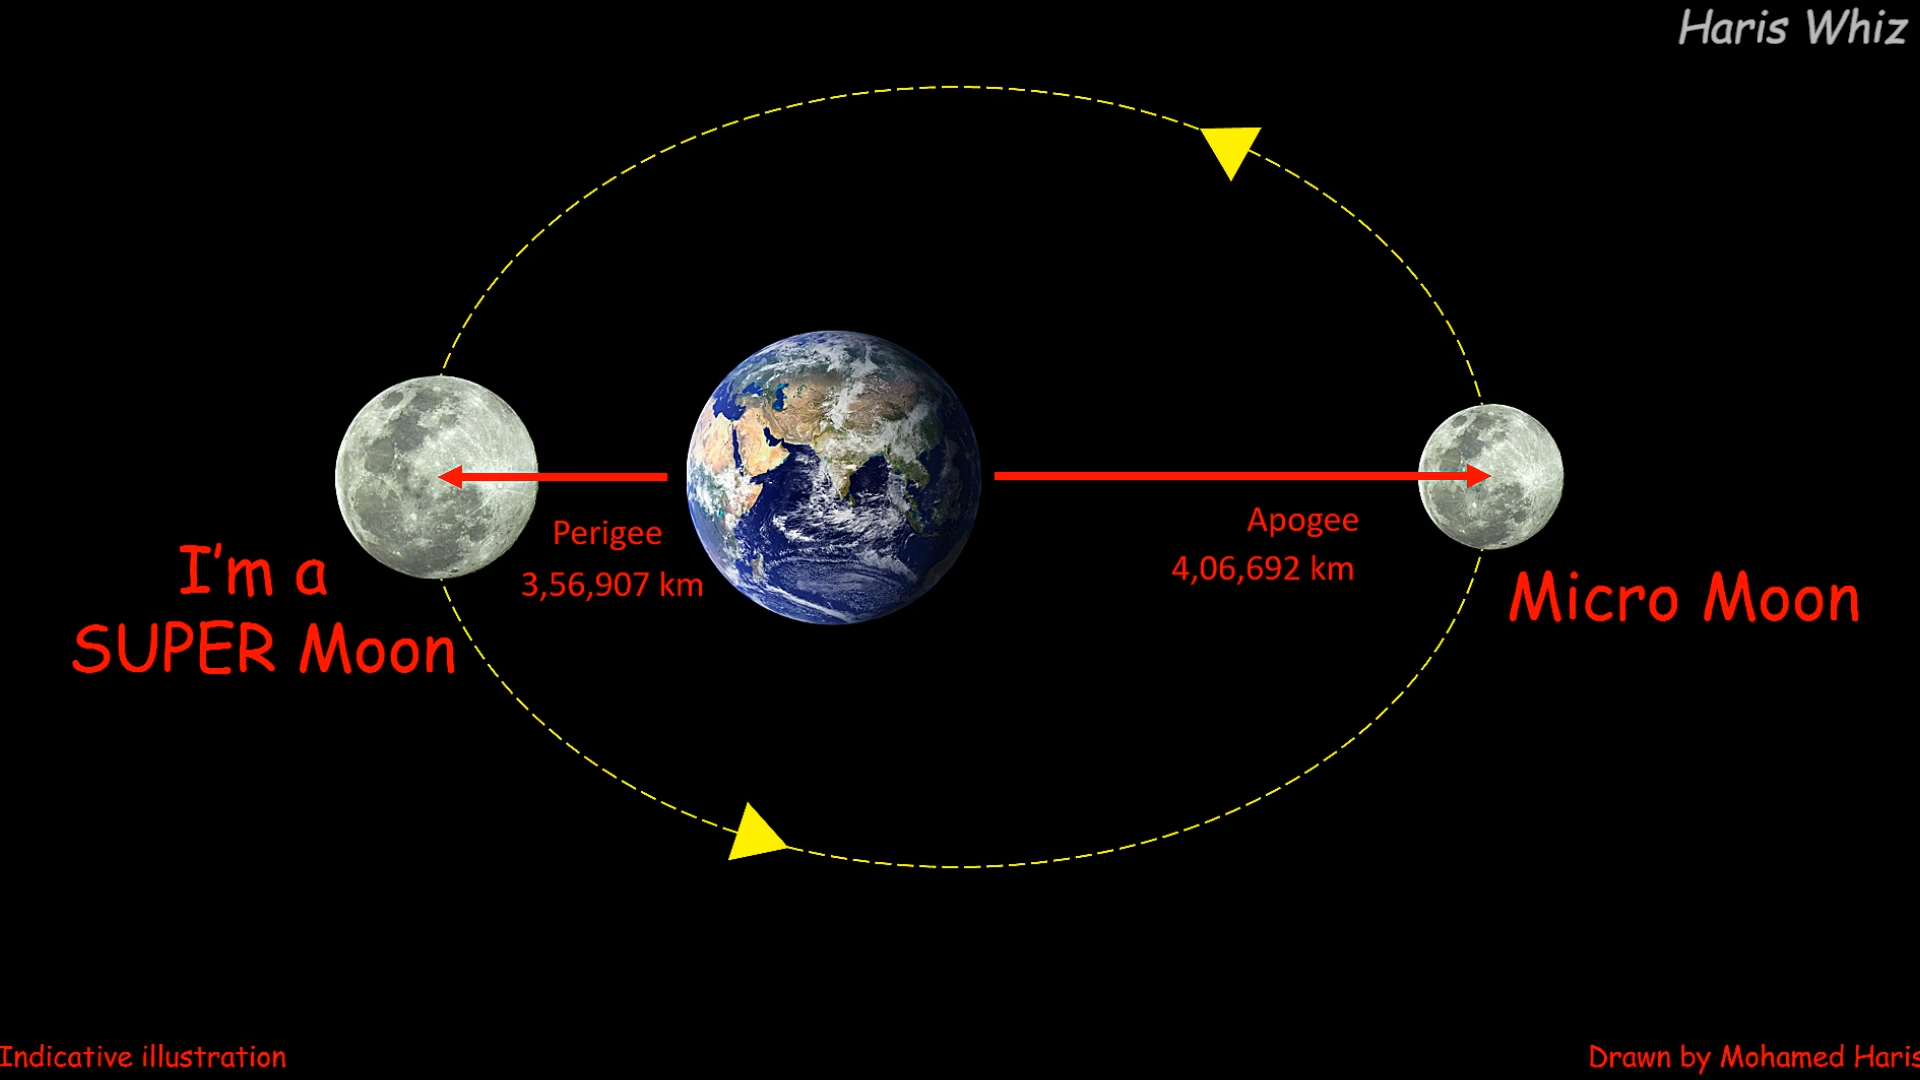 Haris Whiz
Perigee
3,56,907 km
Apogee
4,06,692 km
I'm a
SUPER Moon
Micro Moon
Indicative illustration
Drawn by Mohamed Haris